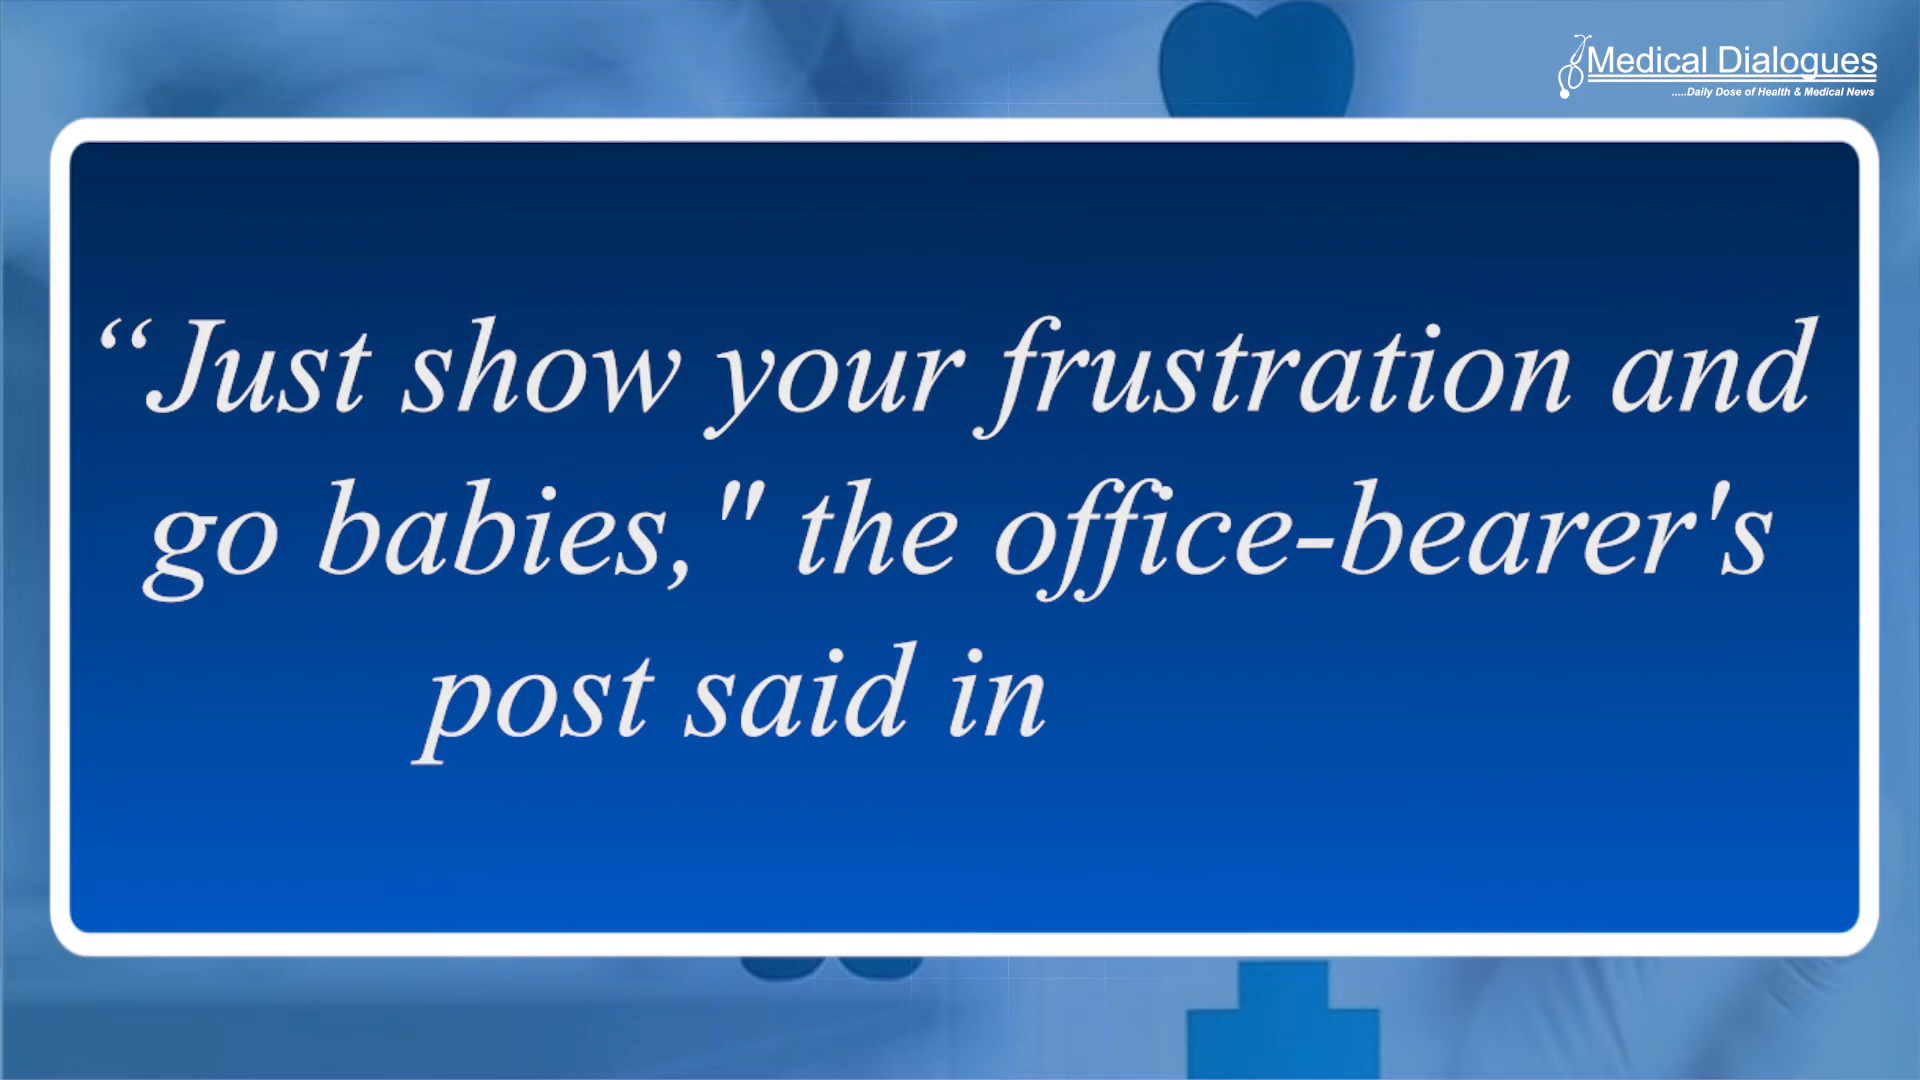 Medical Dialogues
.....Daily Dose of Health & Medical News
“Just show your frustration and
go babies," the office-bearer's
post said in